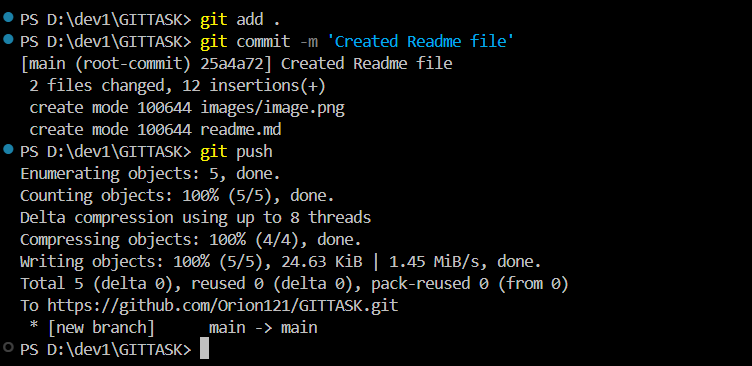 PS D:\dev1\GITTASK> git add .
PS D:\dev1\GITTASK> git commit -m 'Created Readme file'
[main (root-commit) 25a4a72] Created Readme file
 2 files changed, 12 insertions(+)
 create mode 100644 images/image.png
 create mode 100644 readme.md
PS D:\dev1\GITTASK> git push
Enumerating objects: 5, done.
Counting objects: 100% (5/5), done.
Delta compression using up to 8 threads
Compressing objects: 100% (4/4), done.
Writing objects: 100% (5/5), 24.63 KiB | 1.45 MiB/s, done.
Total 5 (delta 0), reused 0 (delta 0), pack-reused 0 (from 0)
To https://github.com/Orion121/GITTASK.git
 * [new branch]      main -> main
PS D:\dev1\GITTASK>